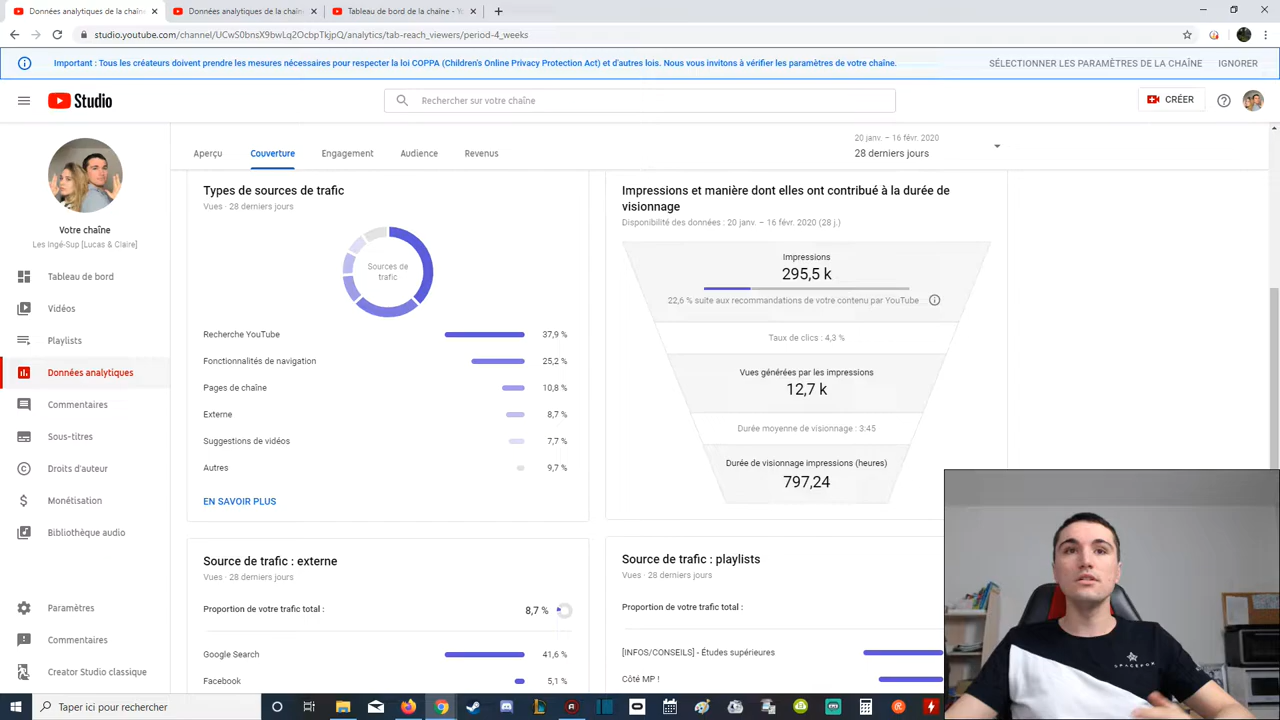 Données analytiques de la chaîne
Données analytiques de la chaîne
Tableau de bord de la chaîne - Yo
studio.youtube.com/channel/UCwS0bnsX9bwLq2OcbpTkjpQ/analytics/tab-reach_viewers/period-4_weeks
Important : Tous les créateurs doivent prendre les mesures nécessaires pour respecter la loi COPPA (Children's Online Privacy Protection Act) et d'autres lois. Nous vous invitons à vérifier les paramètres de votre chaîne.
SÉLECTIONNER LES PARAMÈTRES DE LA CHAÎNE
IGNORER
Studio
Rechercher sur votre chaîne
CRÉER
Votre chaîne
Les Ingé-Sup [Lucas & Claire]
Tableau de bord
Vidéos
Playlists
Données analytiques
Commentaires
Sous-titres
Droits d'auteur
Monétisation
Bibliothèque audio
Paramètres
Commentaires
Creator Studio classique
Aperçu
Couverture
Engagement
Audience
Revenus
20 janv. – 16 févr. 2020
28 derniers jours
Types de sources de trafic
Vues · 28 derniers jours
Sources de
trafic
Recherche YouTube 37,9 %
Fonctionnalités de navigation 25,2 %
Pages de chaîne 10,8 %
Externe 8,7 %
Suggestions de vidéos 7,7 %
Autres 9,7 %
EN SAVOIR PLUS
Impressions et manière dont elles ont contribué à la durée de
visionnage
Disponibilité des données : 20 janv. – 16 févr. 2020 (28 j.)
Impressions
295,5 k
22,6 % suite aux recommandations de votre contenu par YouTube
Taux de clics : 4,3 %
Vues générées par les impressions
12,7 k
Durée moyenne de visionnage : 3:45
Durée de visionnage impressions (heures)
797,24
Source de trafic : externe
Vues · 28 derniers jours
Proportion de votre trafic total : 8,7 %
Google Search 41,6 %
Facebook 5,1 %
Source de trafic : playlists
Vues · 28 derniers jours
Proportion de votre trafic total :
[INFOS/CONSEILS] - Études supérieures
Côté MP !
SPACEFOX
Taper ici pour rechercher